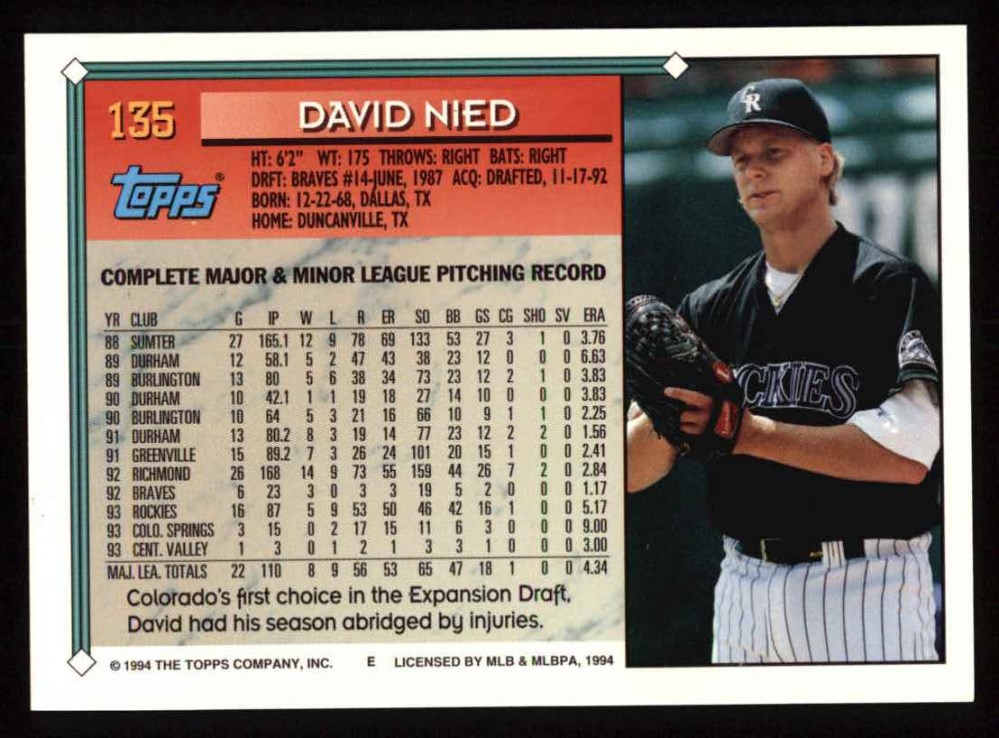 135
DAVID NIED
Topps®
HT: 6'2" WT: 175 THROWS: RIGHT BATS: RIGHT
DRFT: BRAVES #14-JUNE, 1987 ACQ: DRAFTED, 11-17-92
BORN: 12-22-68, DALLAS, TX
HOME: DUNCANVILLE, TX
COMPLETE MAJOR & MINOR LEAGUE PITCHING RECORD
YR CLUB G IP W L R ER SO BB GS CG SHO SV ERA
88 SUMTER 27 165.1 12 9 78 69 133 53 27 3 1 0 3.76
89 DURHAM 12 58.1 5 2 47 43 38 23 12 0 0 0 6.63
89 BURLINGTON 13 80 5 6 38 34 73 23 12 2 1 0 3.83
90 DURHAM 10 42.1 1 1 19 18 27 14 10 0 0 0 3.83
90 BURLINGTON 10 64 5 3 21 16 66 10 9 1 1 0 2.25
91 DURHAM 13 80.2 8 3 19 14 77 23 12 2 2 0 1.56
91 GREENVILLE 15 89.2 7 3 26 24 101 20 15 1 0 0 2.41
92 RICHMOND 26 168 14 9 73 55 159 44 26 7 2 0 2.84
92 BRAVES 6 23 3 0 3 3 19 5 2 0 0 0 1.17
93 ROCKIES 16 87 5 9 53 50 46 42 16 1 0 0 5.17
93 COLO. SPRINGS 3 15 0 2 17 15 11 6 3 0 0 0 9.00
93 CENT. VALLEY 1 3 0 1 2 1 3 3 1 0 0 0 3.00
MAJ. LEA. TOTALS 22 110 8 9 56 53 65 47 18 1 0 0 4.34
Colorado's first choice in the Expansion Draft,
David had his season abridged by injuries.
© 1994 THE TOPPS COMPANY, INC. E LICENSED BY MLB & MLBPA, 1994
CR
CKIES